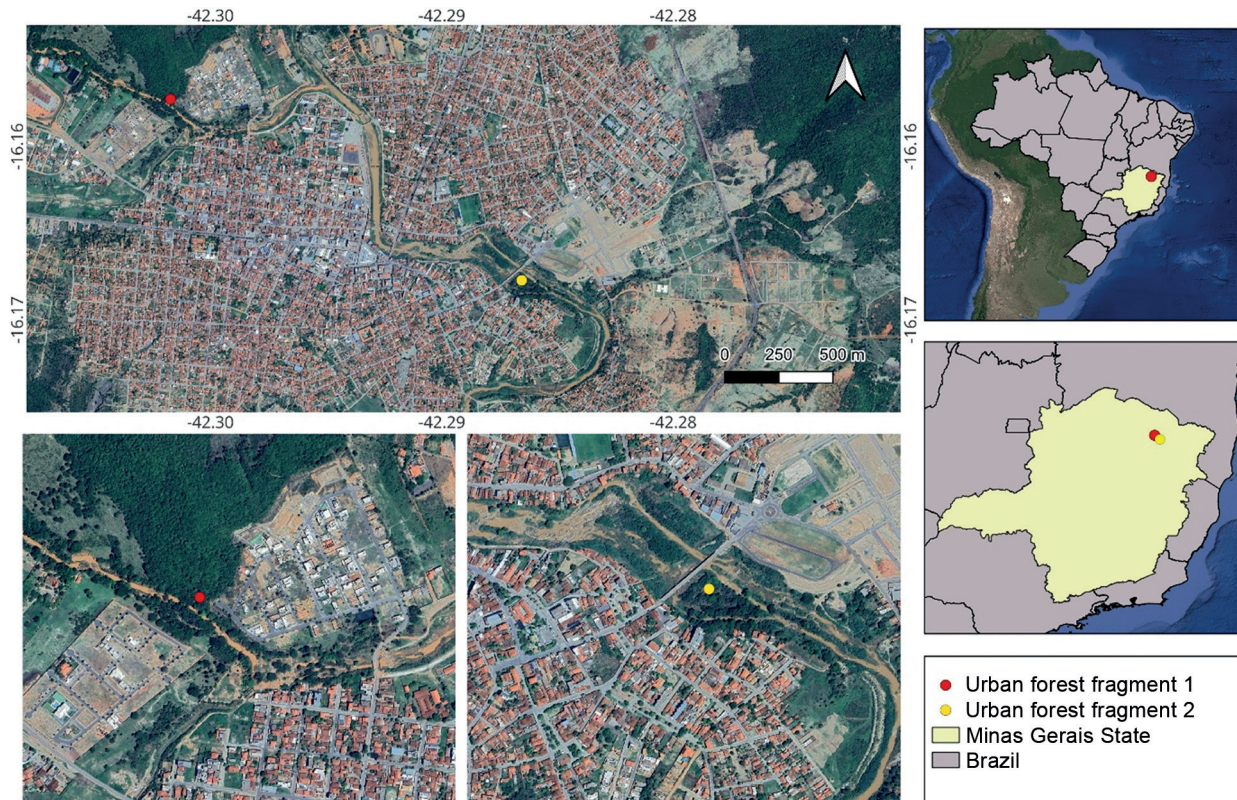 -42.30 -42.29 -42.28
-16.16
-16.17
-16.16
-16.17
0 250 500 m
-42.30 -42.29 -42.28
Urban forest fragment 1
Urban forest fragment 2
Minas Gerais State
Brazil